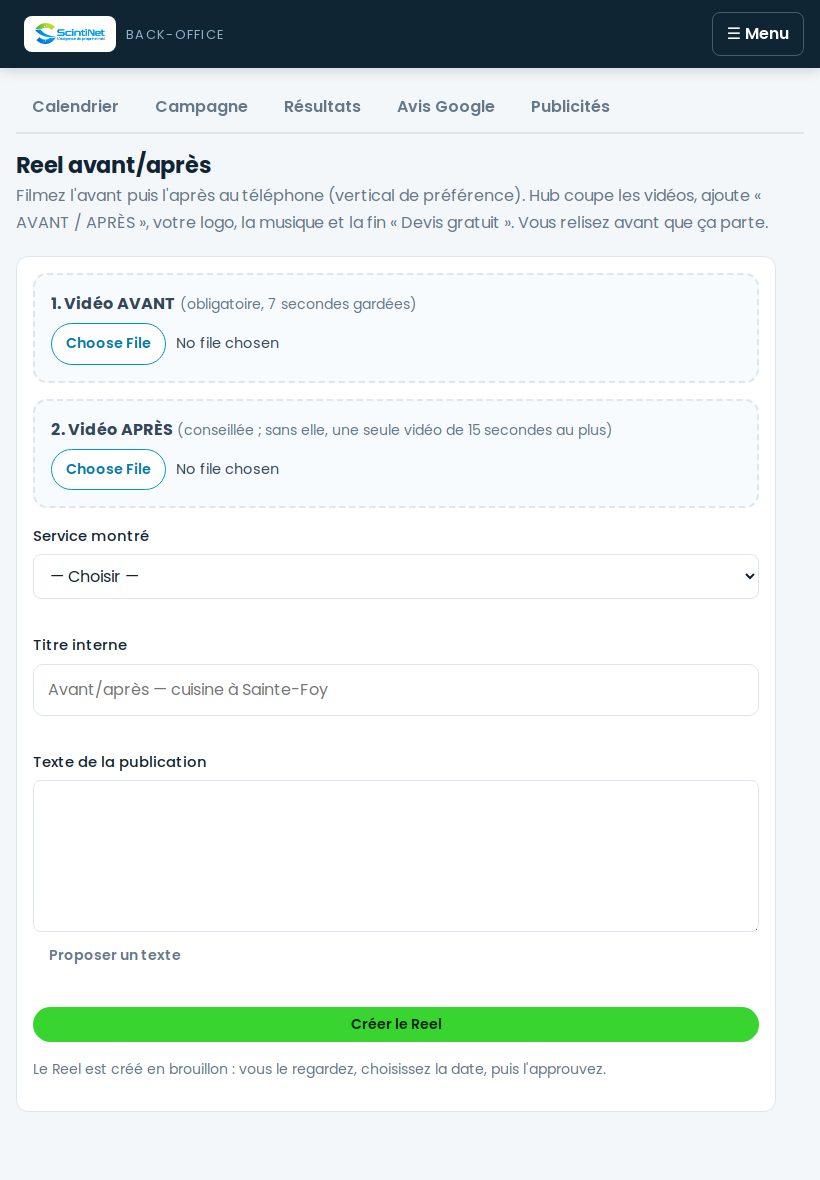 ScintiNet
BACK-OFFICE
☰ Menu
Calendrier
Campagne
Résultats
Avis Google
Publicités
Reel avant/après
Filmez l'avant puis l'après au téléphone (vertical de préférence). Hub coupe les vidéos, ajoute «
AVANT / APRÈS », votre logo, la musique et la fin « Devis gratuit ». Vous relisez avant que ça parte.
1. Vidéo AVANT (obligatoire, 7 secondes gardées)
Choose File No file chosen
2. Vidéo APRÈS (conseillée ; sans elle, une seule vidéo de 15 secondes au plus)
Choose File No file chosen
Service montré
— Choisir —
Titre interne
Avant/après — cuisine à Sainte-Foy
Texte de la publication
Proposer un texte
Créer le Reel
Le Reel est créé en brouillon : vous le regardez, choisissez la date, puis l'approuvez.